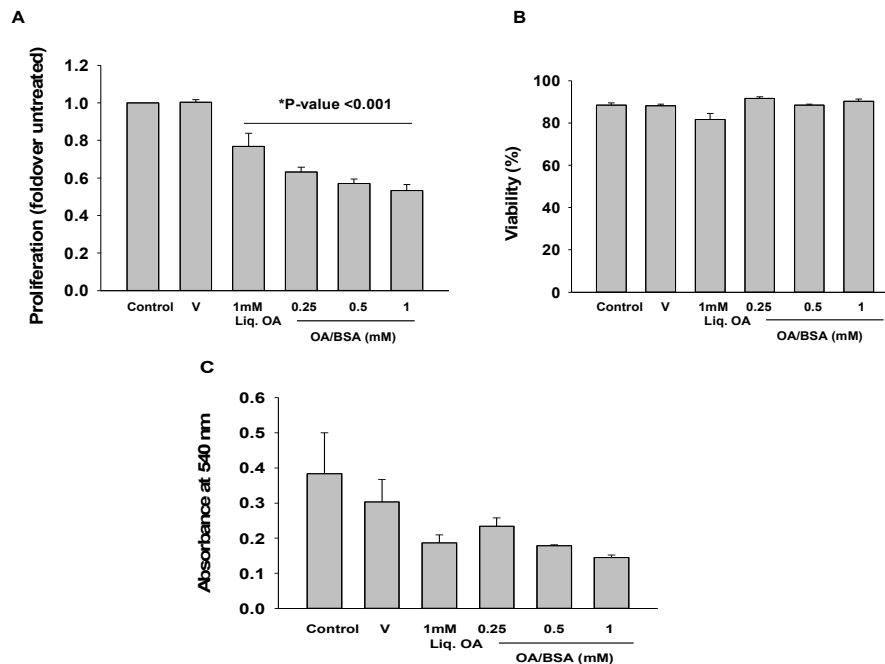 A
Proliferation (foldover untreated)
1.2
1.0
0.8
0.6
0.4
0.2
0.0
*P-value <0.001
Control V 1mM 0.25 0.5 1
Liq. OA
OA/BSA (mM)
B
Viability (%)
100
80
60
40
20
0
Control V 1mM 0.25 0.5 1
Liq. OA
OA/BSA (mM)
C
Absorbance at 540 nm
0.6
0.5
0.4
0.3
0.2
0.1
0.0
Control V 1mM 0.25 0.5 1
Liq. OA
OA/BSA (mM)